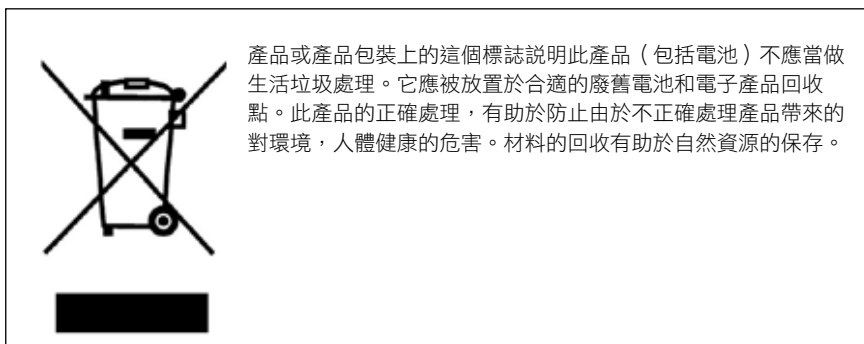 產品或產品包裝上的這個標誌説明此產品（包括電池）不應當做
生活垃圾處理。它應被放置於合適的廢舊電池和電子產品回收
點。此產品的正確處理，有助於防止由於不正確處理產品帶來的
對環境，人體健康的危害。材料的回收有助於自然資源的保存。